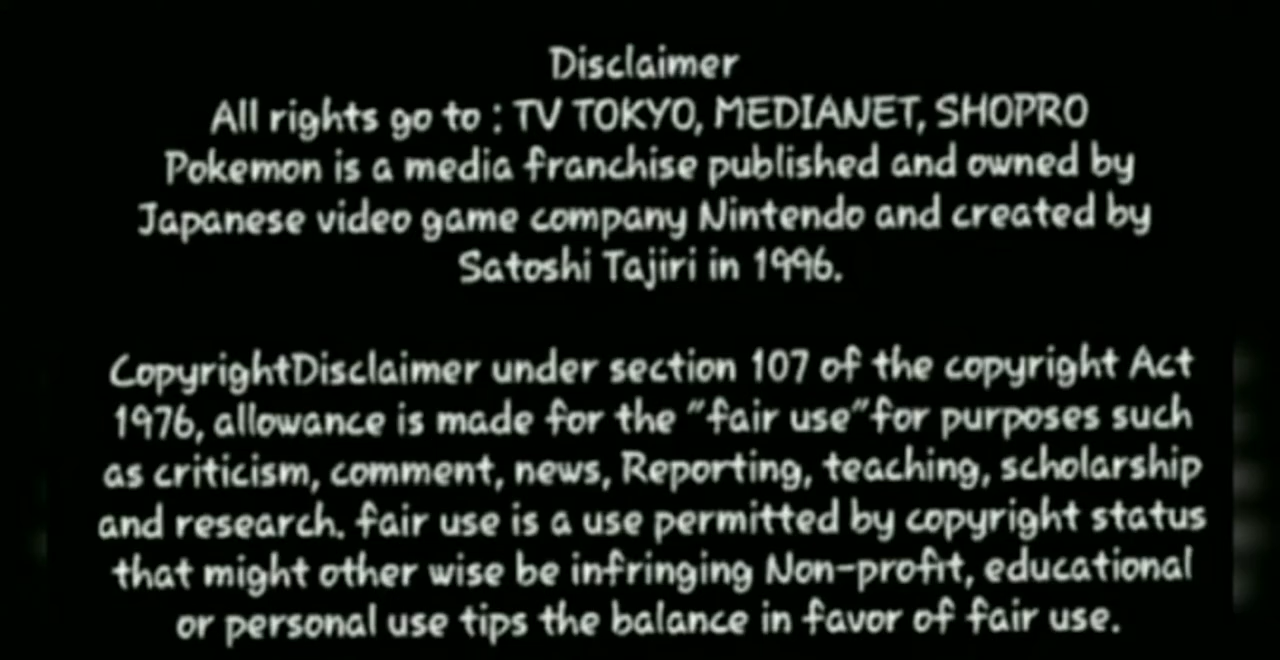 Disclaimer
All rights go to : TV TOKYO, MEDIANET, SHOPRO
Pokemon is a media franchise published and owned by
Japanese video game company Nintendo and created by
Satoshi Tajiri in 1996.
CopyrightDisclaimer under section 107 of the copyright Act
1976, allowance is made for the "fair use"for purposes such
as criticism, comment, news, Reporting, teaching, scholarship
and research. fair use is a use permitted by copyright status
that might other wise be infringing Non-profit, educational
or personal use tips the balance in favor of fair use.